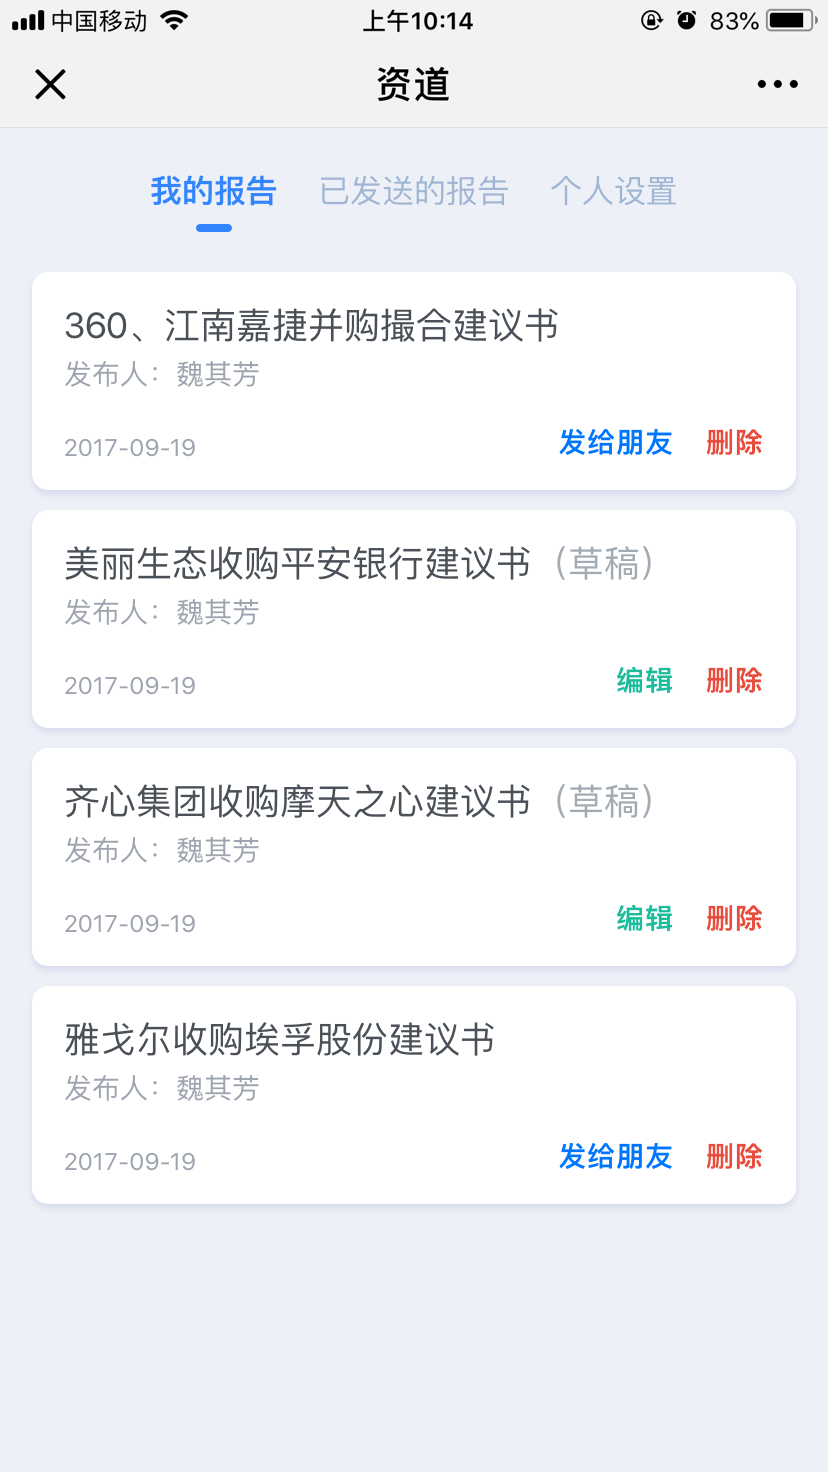 中国移动 上午10:14 83%
资道
我的报告 已发送的报告 个人设置
360、江南嘉捷并购撮合建议书
发布人：魏其芳
2017-09-19 发给朋友 删除
美丽生态收购平安银行建议书（草稿）
发布人：魏其芳
2017-09-19 编辑 删除
齐心集团收购摩天之心建议书（草稿）
发布人：魏其芳
2017-09-19 编辑 删除
雅戈尔收购埃孚股份建议书
发布人：魏其芳
2017-09-19 发给朋友 删除